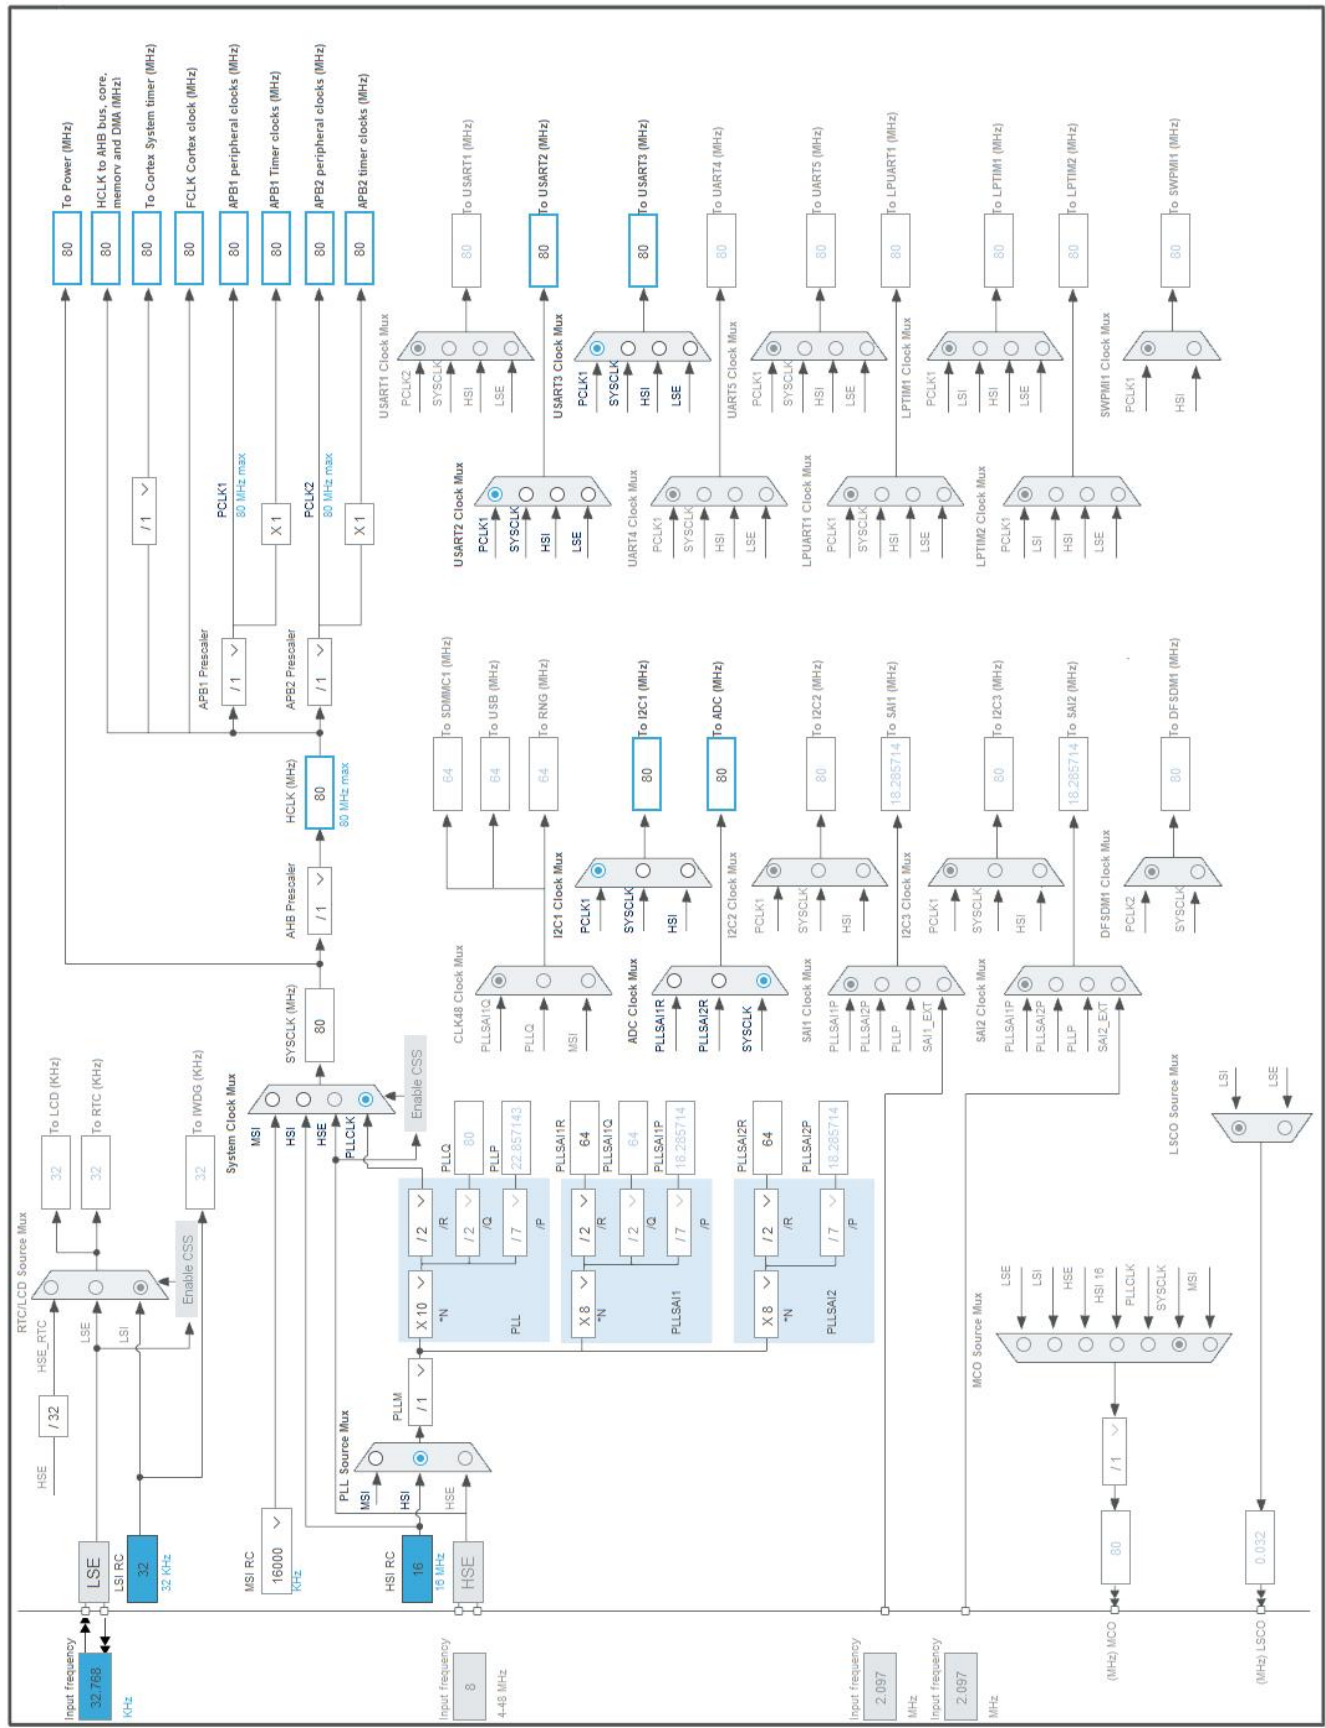 Input frequency
32.768
KHz
LSE
LSI RC
32
32 KHz
HSE
/ 32
HSE_RTC
LSE
LSI
RTC/LCD Source Mux
Enable CSS
32
To LCD (KHz)
32
To RTC (KHz)
32
To IWDG (KHz)
MSI RC
16000
KHz
HSI RC
16
16 MHz
Input frequency
8
4-48 MHz
HSE
PLL Source Mux
MSI
HSI
HSE
PLLM
/ 1
X 10
*N
PLL
/ 2
/R
/ 2
/Q
/ 7
/P
PLLQ
80
PLLP
22.857143
X 8
*N
PLLSAI1
/ 2
/R
/ 2
/Q
/ 7
/P
PLLSAI1R
64
PLLSAI1Q
64
PLLSAI1P
18.285714
X 8
*N
PLLSAI2
/ 2
/R
/ 7
/P
PLLSAI2R
64
PLLSAI2P
18.285714
System Clock Mux
MSI
HSI
HSE
PLLCLK
Enable CSS
SYSCLK (MHz)
80
AHB Prescaler
/ 1
HCLK (MHz)
80
80 MHz max
APB1 Prescaler
/ 1
APB2 Prescaler
/ 1
/ 1
PCLK1
80 MHz max
X 1
PCLK2
80 MHz max
X 1
80
To Power (MHz)
80
HCLK to AHB bus, core,
memory and DMA (MHz)
80
To Cortex System timer (MHz)
80
FCLK Cortex clock (MHz)
80
APB1 peripheral clocks (MHz)
80
APB1 Timer clocks (MHz)
80
APB2 peripheral clocks (MHz)
80
APB2 timer clocks (MHz)
CLK48 Clock Mux
PLLSAI1Q
PLLQ
MSI
64
To SDMMC1 (MHz)
64
To USB (MHz)
64
To RNG (MHz)
I2C1 Clock Mux
PCLK1
SYSCLK
HSI
80
To I2C1 (MHz)
ADC Clock Mux
PLLSAI1R
PLLSAI2R
SYSCLK
80
To ADC (MHz)
I2C2 Clock Mux
PCLK1
SYSCLK
HSI
80
To I2C2 (MHz)
SAI1 Clock Mux
PLLSAI1P
PLLSAI2P
PLLP
SAI1_EXT
18.285714
To SAI1 (MHz)
I2C3 Clock Mux
PCLK1
SYSCLK
HSI
80
To I2C3 (MHz)
SAI2 Clock Mux
PLLSAI1P
PLLSAI2P
PLLP
SAI2_EXT
18.285714
To SAI2 (MHz)
DFSDM1 Clock Mux
PCLK2
SYSCLK
80
To DFSDM1 (MHz)
USART1 Clock Mux
PCLK2
SYSCLK
HSI
LSE
80
To USART1 (MHz)
USART2 Clock Mux
PCLK1
SYSCLK
HSI
LSE
80
To USART2 (MHz)
USART3 Clock Mux
PCLK1
SYSCLK
HSI
LSE
80
To USART3 (MHz)
UART4 Clock Mux
PCLK1
SYSCLK
HSI
LSE
80
To UART4 (MHz)
UART5 Clock Mux
PCLK1
SYSCLK
HSI
LSE
80
To UART5 (MHz)
LPUART1 Clock Mux
PCLK1
SYSCLK
HSI
LSE
80
To LPUART1 (MHz)
LPTIM1 Clock Mux
PCLK1
LSI
HSI
LSE
80
To LPTIM1 (MHz)
LPTIM2 Clock Mux
PCLK1
LSI
HSI
LSE
80
To LPTIM2 (MHz)
SWPMI1 Clock Mux
PCLK1
HSI
80
To SWPMI1 (MHz)
Input frequency
2.097
MHz
Input frequency
2.097
MHz
(MHz) MCO
80
/ 1
MCO Source Mux
LSE
LSI
HSE
HSI 16
PLLCLK
SYSCLK
MSI
(MHz) LSCO
0.032
LSCO Source Mux
LSI
LSE